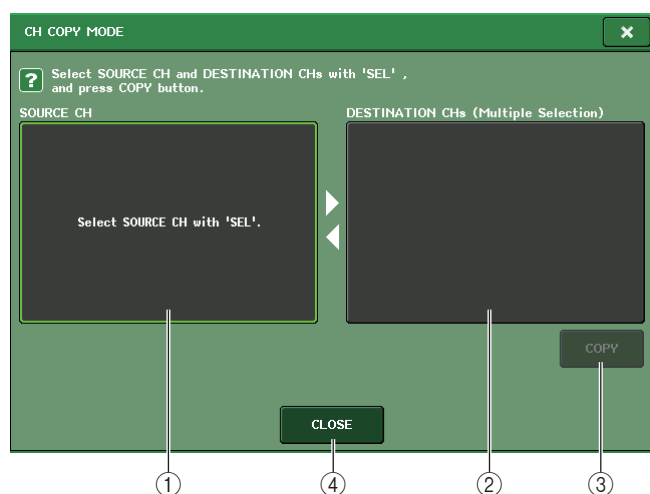 CH COPY MODE
Select SOURCE CH and DESTINATION CHs with 'SEL' ,
and press COPY button.
SOURCE CH
DESTINATION CHs (Multiple Selection)
Select SOURCE CH with 'SEL'.
COPY
CLOSE
① ④ ② ③